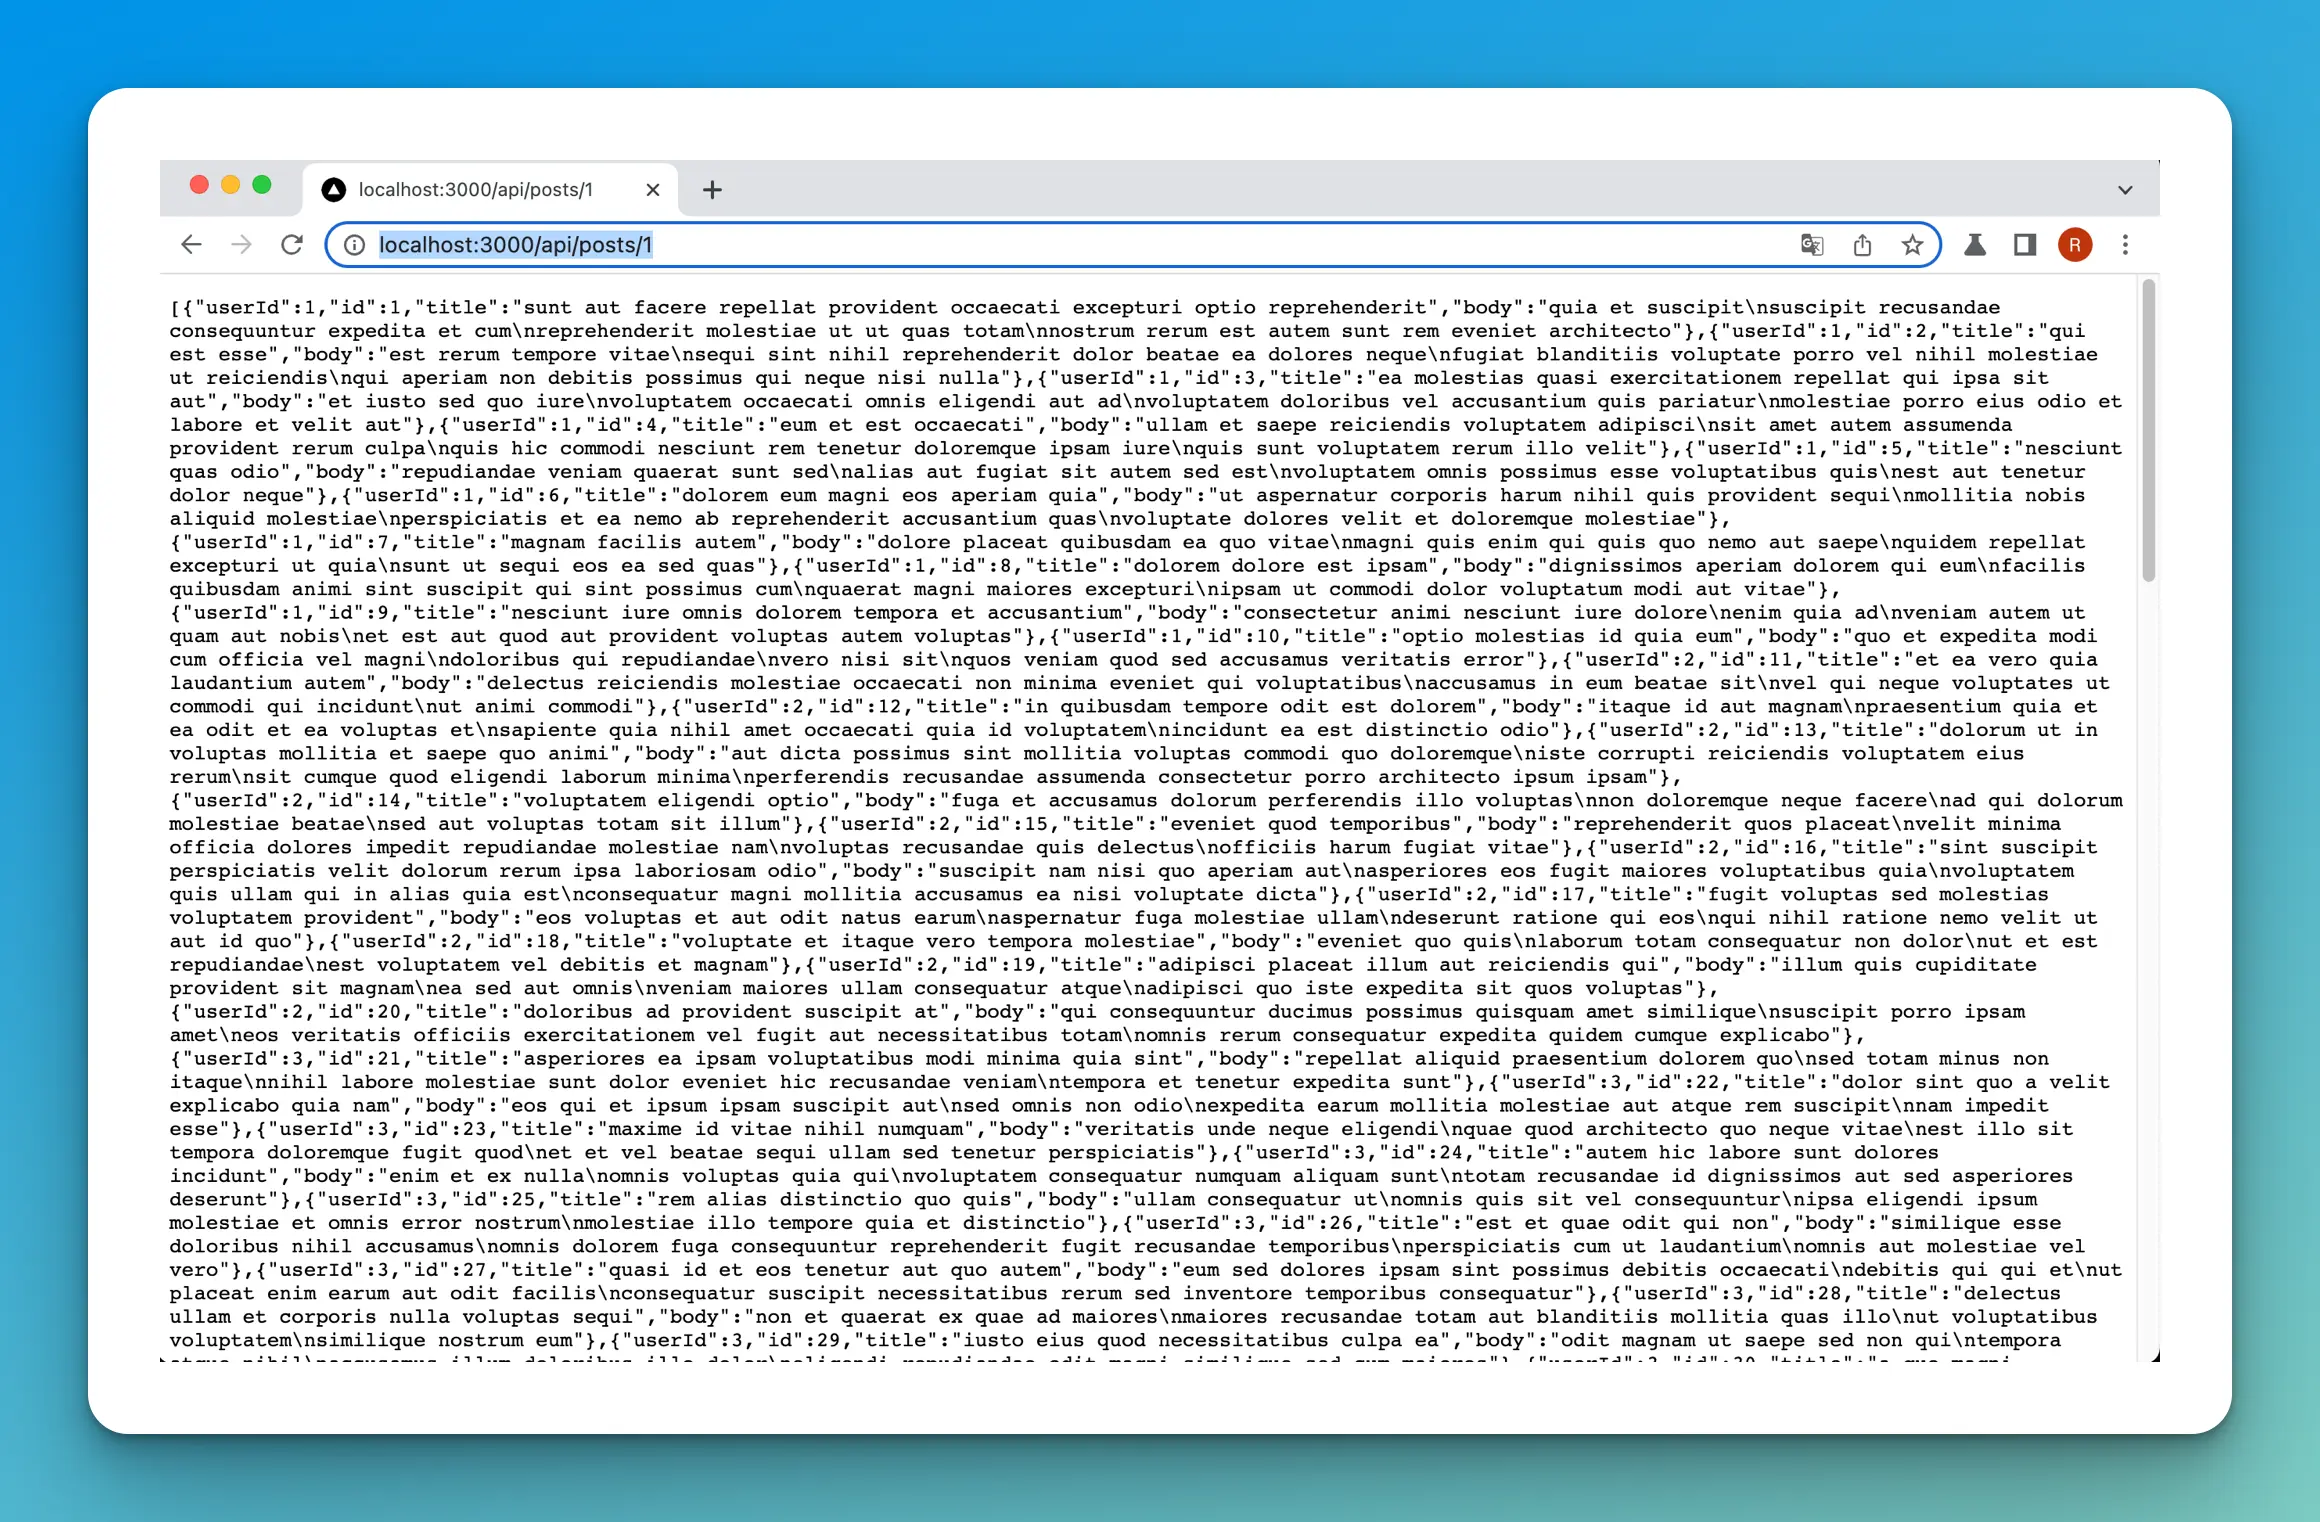 localhost:3000/api/posts/1
localhost:3000/api/posts/1
R
[{"userId":1,"id":1,"title":"sunt aut facere repellat provident occaecati excepturi optio reprehenderit","body":"quia et suscipit\nsuscipit recusandae
consequuntur expedita et cum\nreprehenderit molestiae ut ut quas totam\nnostrum rerum est autem sunt rem eveniet architecto"},{"userId":1,"id":2,"title":"qui
est esse","body":"est rerum tempore vitae\nsequi sint nihil reprehenderit dolor beatae ea dolores neque\nfugiat blanditiis voluptate porro vel nihil molestiae
ut reiciendis\nqui aperiam non debitis possimus qui neque nisi nulla"},{"userId":1,"id":3,"title":"ea molestias quasi exercitationem repellat qui ipsa sit
aut","body":"et iusto sed quo iure\nvoluptatem occaecati omnis eligendi aut ad\nvoluptatem doloribus vel accusantium quis pariatur\nmolestiae porro eius odio et
labore et velit aut"},{"userId":1,"id":4,"title":"eum et est occaecati","body":"ullam et saepe reiciendis voluptatem adipisci\nsit amet autem assumenda
provident rerum culpa\nquis hic commodi nesciunt rem tenetur doloremque ipsam iure\nquis sunt voluptatem rerum illo velit"},{"userId":1,"id":5,"title":"nesciunt
quas odio","body":"repudiandae veniam quaerat sunt sed\nalias aut fugiat sit autem sed est\nvoluptatem omnis possimus esse voluptatibus quis\nest aut tenetur
dolor neque"},{"userId":1,"id":6,"title":"dolorem eum magni eos aperiam quia","body":"ut aspernatur corporis harum nihil quis provident sequi\nmollitia nobis
aliquid molestiae\nperspiciatis et ea nemo ab reprehenderit accusantium quas\nvoluptate dolores velit et doloremque molestiae"},
{"userId":1,"id":7,"title":"magnam facilis autem","body":"dolore placeat quibusdam ea quo vitae\nmagni quis enim qui quis quo nemo aut saepe\nquidem repellat
excepturi ut quia\nsunt ut sequi eos ea sed quas"},{"userId":1,"id":8,"title":"dolorem dolore est ipsam","body":"dignissimos aperiam dolorem qui eum\nfacilis
quibusdam animi sint suscipit qui sint possimus cum\nquaerat magni maiores excepturi\nipsam ut commodi dolor voluptatum modi aut vitae"},
{"userId":1,"id":9,"title":"nesciunt iure omnis dolorem tempora et accusantium","body":"consectetur animi nesciunt iure dolore\nenim quia ad\nveniam autem ut
quam aut nobis\net est aut quod aut provident voluptas autem voluptas"},{"userId":1,"id":10,"title":"optio molestias id quia eum","body":"quo et expedita modi
cum officia vel magni\ndoloribus qui repudiandae\nvero nisi sit\nquos veniam quod sed accusamus veritatis error"},{"userId":2,"id":11,"title":"et ea vero quia
laudantium autem","body":"delectus reiciendis molestiae occaecati non minima eveniet qui voluptatibus\naccusamus in eum beatae sit\nvel qui neque voluptates ut
commodi qui incidunt\nut animi commodi"},{"userId":2,"id":12,"title":"in quibusdam tempore odit est dolorem","body":"itaque id aut magnam\npraesentium quia et
ea odit et ea voluptas et\nsapiente quia nihil amet occaecati quia id voluptatem\nincidunt ea est distinctio odio"},{"userId":2,"id":13,"title":"dolorum ut in
voluptas mollitia et saepe quo animi","body":"aut dicta possimus sint mollitia voluptas commodi quo doloremque\niste corrupti reiciendis voluptatem eius
rerum\nsit cumque quod eligendi laborum minima\nperferendis recusandae assumenda consectetur porro architecto ipsum ipsam"},
{"userId":2,"id":14,"title":"voluptatem eligendi optio","body":"fuga et accusamus dolorum perferendis illo voluptas\nnon doloremque neque facere\nad qui dolorum
molestiae beatae\nsed aut voluptas totam sit illum"},{"userId":2,"id":15,"title":"eveniet quod temporibus","body":"reprehenderit quos placeat\nvelit minima
officia dolores impedit repudiandae molestiae nam\nvoluptas recusandae quis delectus\nofficiis harum fugiat vitae"},{"userId":2,"id":16,"title":"sint suscipit
perspiciatis velit dolorum rerum ipsa laboriosam odio","body":"suscipit nam nisi quo aperiam aut\nasperiores eos fugit maiores voluptatibus quia\nvoluptatem
quis ullam qui in alias quia est\nconsequatur magni mollitia accusamus ea nisi voluptate dicta"},{"userId":2,"id":17,"title":"fugit voluptas sed molestias
voluptatem provident","body":"eos voluptas et aut odit natus earum\naspernatur fuga molestiae ullam\ndeserunt ratione qui eos\nqui nihil ratione nemo velit ut
aut id quo"},{"userId":2,"id":18,"title":"voluptate et itaque vero tempora molestiae","body":"eveniet quo quis\nlaborum totam consequatur non dolor\nut et est
repudiandae\nest voluptatem vel debitis et magnam"},{"userId":2,"id":19,"title":"adipisci placeat illum aut reiciendis qui","body":"illum quis cupiditate
provident sit magnam\nea sed aut omnis\nveniam maiores ullam consequatur atque\nadipisci quo iste expedita sit quos voluptas"},
{"userId":2,"id":20,"title":"doloribus ad provident suscipit at","body":"qui consequuntur ducimus possimus quisquam amet similique\nsuscipit porro ipsam
amet\neos veritatis officiis exercitationem vel fugit aut necessitatibus totam\nomnis rerum consequatur expedita quidem cumque explicabo"},
{"userId":3,"id":21,"title":"asperiores ea ipsam voluptatibus modi minima quia sint","body":"repellat aliquid praesentium dolorem quo\nsed totam minus non
itaque\nnihil labore molestiae sunt dolor eveniet hic recusandae veniam\ntempora et tenetur expedita sunt"},{"userId":3,"id":22,"title":"dolor sint quo a velit
explicabo quia nam","body":"eos qui et ipsum ipsam suscipit aut\nsed omnis non odio\nexpedita earum mollitia molestiae aut atque rem suscipit\nnam impedit
esse"},{"userId":3,"id":23,"title":"maxime id vitae nihil numquam","body":"veritatis unde neque eligendi\nquae quod architecto quo neque vitae\nest illo sit
tempora doloremque fugit quod\net et vel beatae sequi ullam sed tenetur perspiciatis"},{"userId":3,"id":24,"title":"autem hic labore sunt dolores
incidunt","body":"enim et ex nulla\nomnis voluptas quia qui\nvoluptatem consequatur numquam aliquam sunt\ntotam recusandae id dignissimos aut sed asperiores
deserunt"},{"userId":3,"id":25,"title":"rem alias distinctio quo quis","body":"ullam consequatur ut\nomnis quis sit vel consequuntur\nipsa eligendi ipsum
molestiae et omnis error nostrum\nmolestiae illo tempore quia et distinctio"},{"userId":3,"id":26,"title":"est et quae odit qui non","body":"similique esse
doloribus nihil accusamus\nomnis dolorem fuga consequuntur reprehenderit fugit recusandae temporibus\nperspiciatis cum ut laudantium\nomnis aut molestiae vel
vero"},{"userId":3,"id":27,"title":"quasi id et eos tenetur aut quo autem","body":"eum sed dolores ipsam sint possimus debitis occaecati\ndebitis qui qui et\nut
placeat enim earum aut odit facilis\nconsequatur suscipit necessitatibus rerum sed inventore temporibus consequatur"},{"userId":3,"id":28,"title":"delectus
ullam et corporis nulla voluptas sequi","body":"non et quaerat ex quae ad maiores\nmaiores recusandae totam aut blanditiis mollitia quas illo\nut voluptatibus
voluptatem\nsimilique nostrum eum"},{"userId":3,"id":29,"title":"iusto eius quod necessitatibus culpa ea","body":"odit magnam ut saepe sed non qui\ntempora